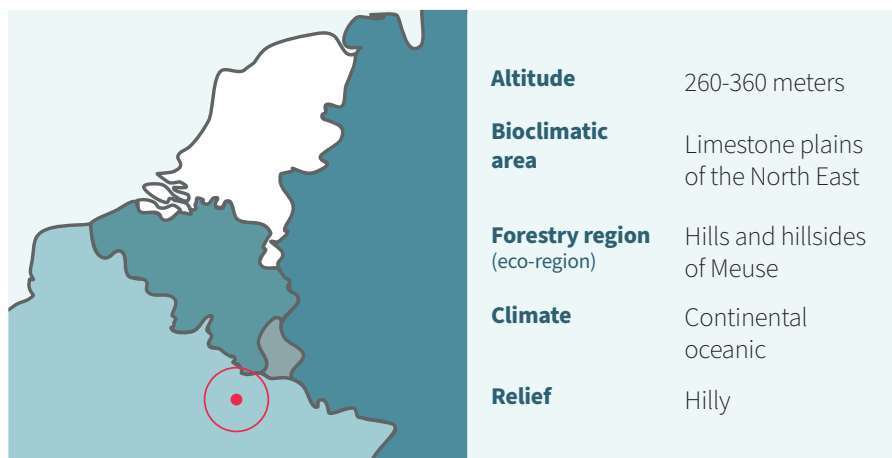 Altitude 260-360 meters
Bioclimatic
area
Limestone plains
of the North East
Forestry region
(eco-region)
Hills and hillsides
of Meuse
Climate
Continental
oceanic
Relief Hilly